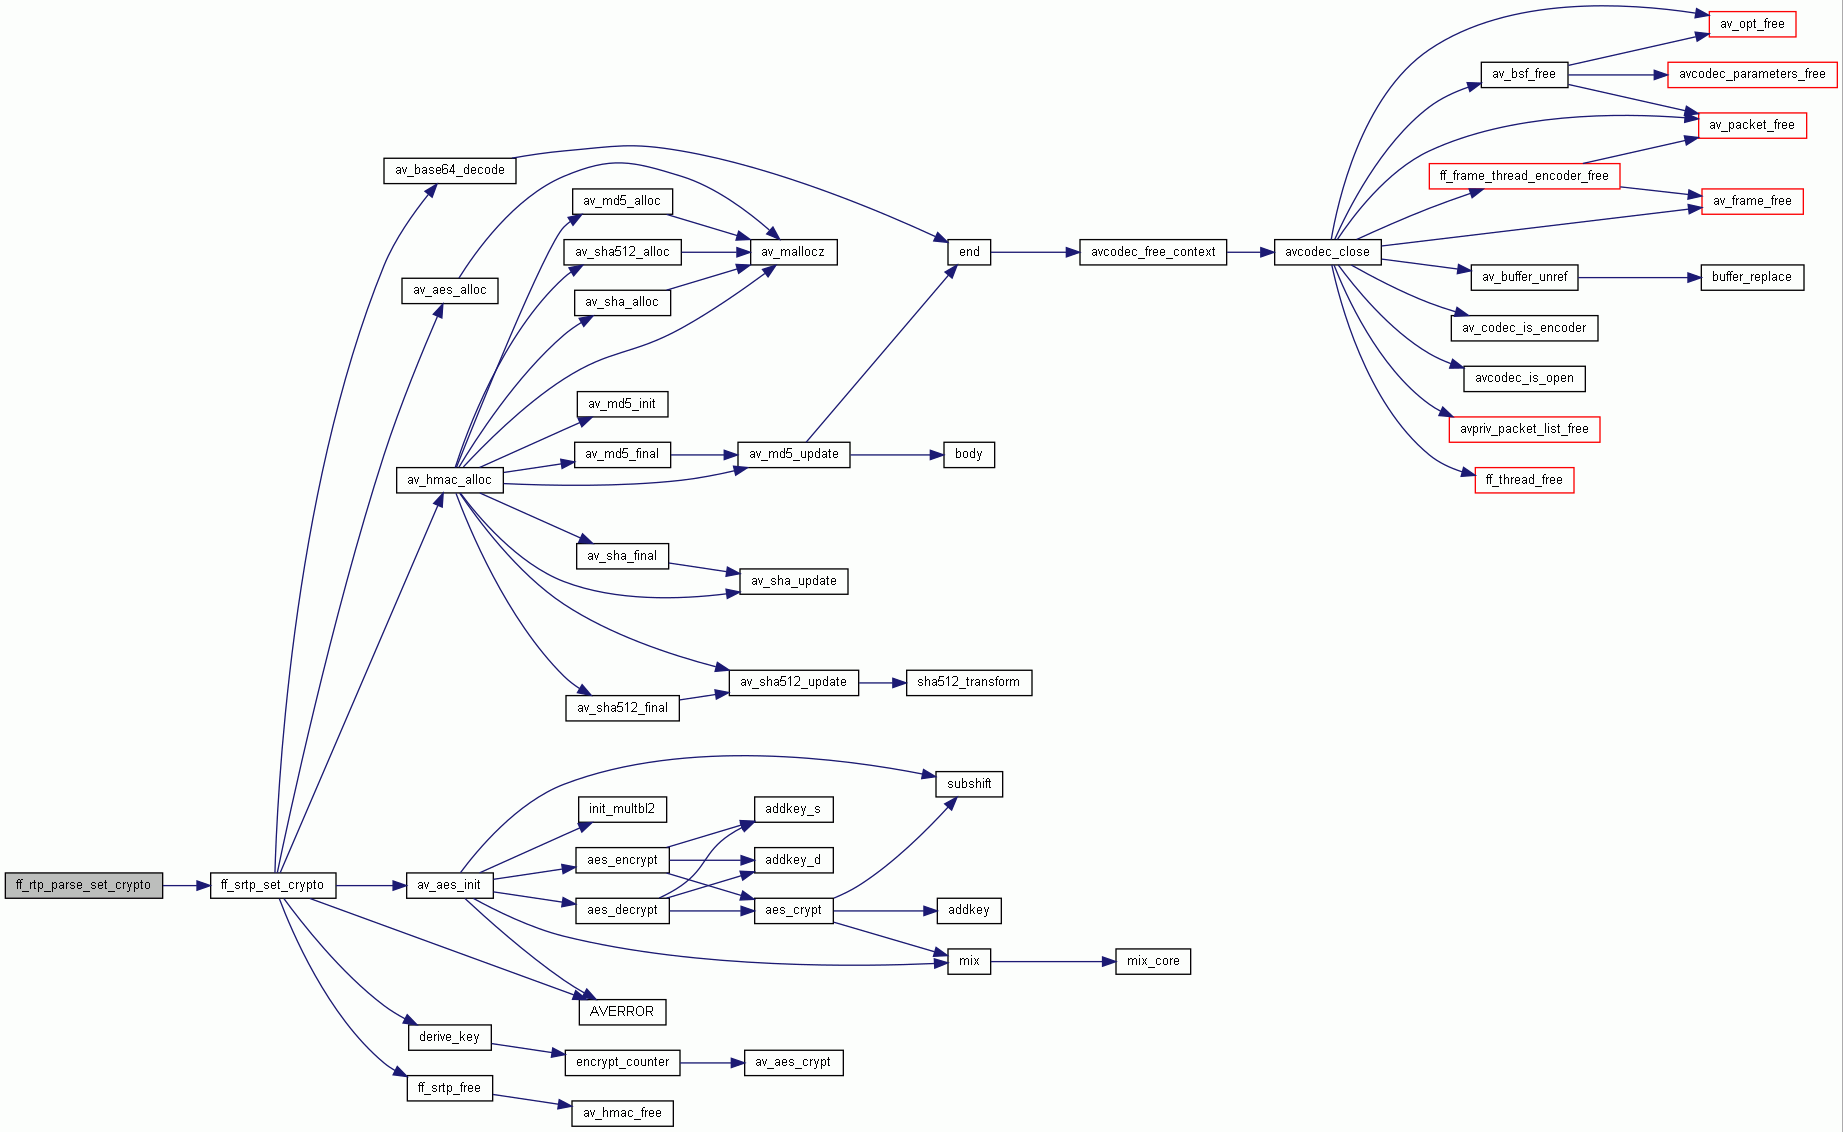 av_opt_free
av_bsf_free
avcodec_parameters_free
av_packet_free
av_base64_decode
ff_frame_thread_encoder_free
av_md5_alloc
av_frame_free
av_sha512_alloc
av_mallocz
end
avcodec_free_context
avcodec_close
av_buffer_unref
buffer_replace
av_aes_alloc
av_sha_alloc
av_codec_is_encoder
avcodec_is_open
av_md5_init
avpriv_packet_list_free
av_md5_final
av_md5_update
body
av_hmac_alloc
ff_thread_free
av_sha_final
av_sha_update
av_sha512_update
sha512_transform
av_sha512_final
subshift
init_multbl2
addkey_s
aes_encrypt
addkey_d
ff_rtp_parse_set_crypto
ff_srtp_set_crypto
av_aes_init
aes_decrypt
aes_crypt
addkey
mix
mix_core
AVERROR
derive_key
encrypt_counter
av_aes_crypt
ff_srtp_free
av_hmac_free